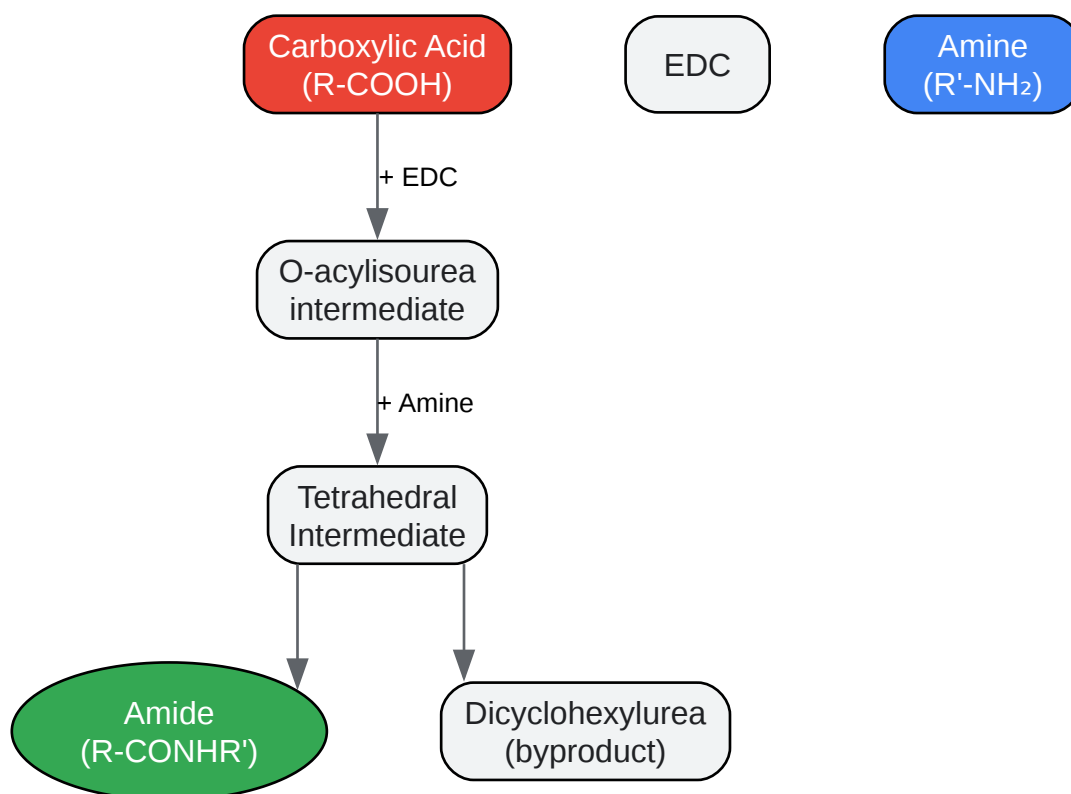 Carboxylic Acid
(R-COOH)
EDC
Amine
(R'-NH₂)
+ EDC
O-acylisourea
intermediate
+ Amine
Tetrahedral
Intermediate
Amide
(R-CONHR')
Dicyclohexylurea
(byproduct)